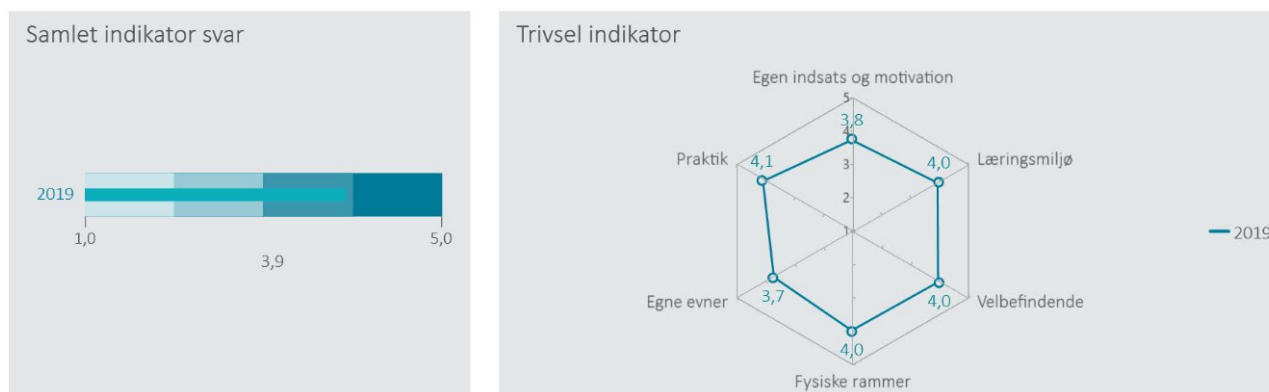 Samlet indikator svar
2019
1,0
5,0
3,9
Trivsel indikator
Egen indsats og motivation
5
3,8
4
Praktik
4,1
3
4,0
Læringsmiljø
2
1
2019
Egne evner
3,7
4,0
Velbefindende
4,0
Fysiske rammer